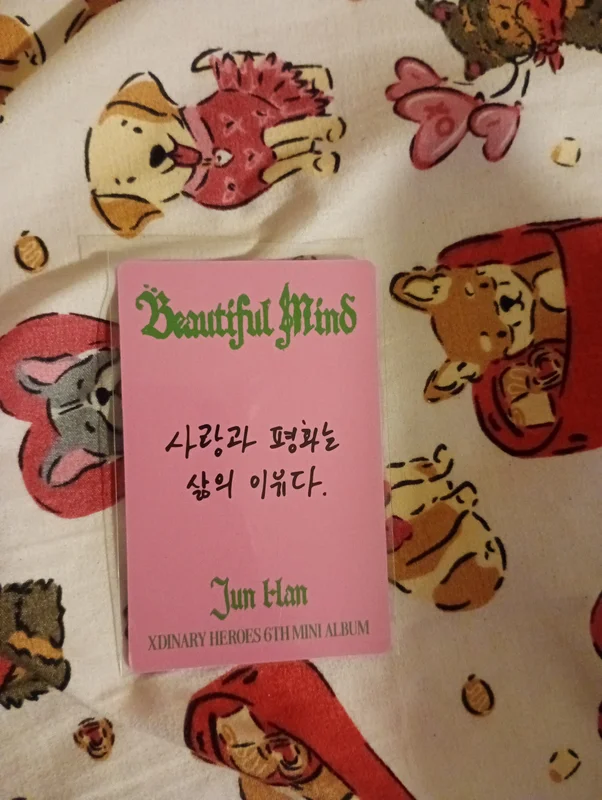 Beautiful Mind
사랑과 평화는
삶의 이유다.
Jun Han
XDINARY HEROES 6TH MINI ALBUM
XO